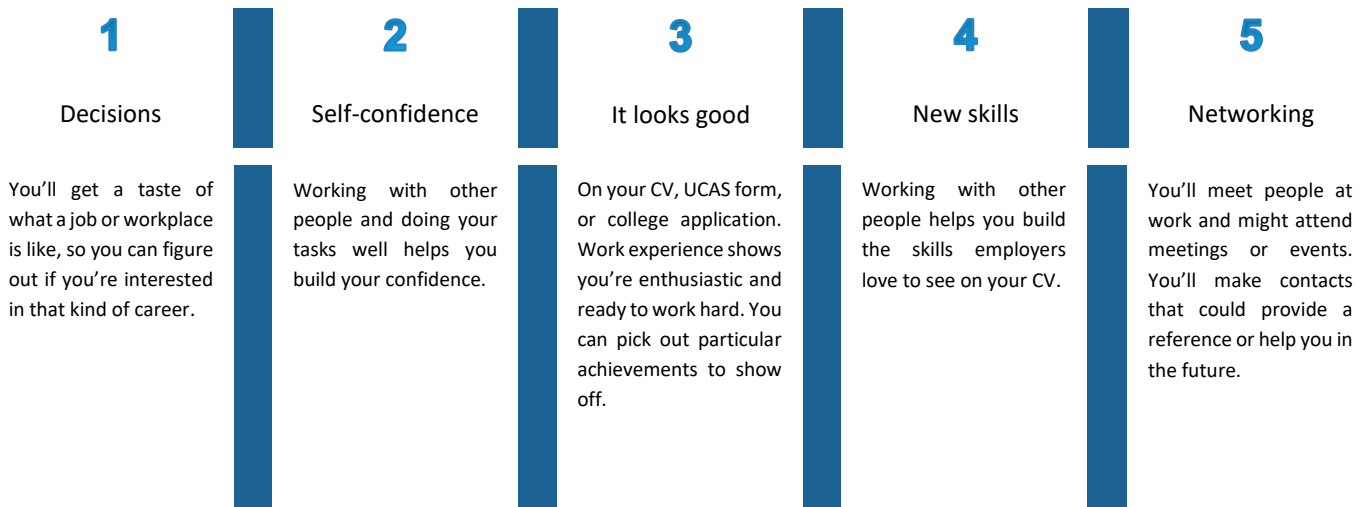 1
Decisions
You’ll get a taste of
what a job or workplace
is like, so you can figure
out if you’re interested
in that kind of career.
2
Self-confidence
Working with other
people and doing your
tasks well helps you
build your confidence.
3
It looks good
On your CV, UCAS form,
or college application.
Work experience shows
you’re enthusiastic and
ready to work hard. You
can pick out particular
achievements to show
off.
4
New skills
Working with other
people helps you build
the skills employers
love to see on your CV.
5
Networking
You’ll meet people at
work and might attend
meetings or events.
You’ll make contacts
that could provide a
reference or help you in
the future.